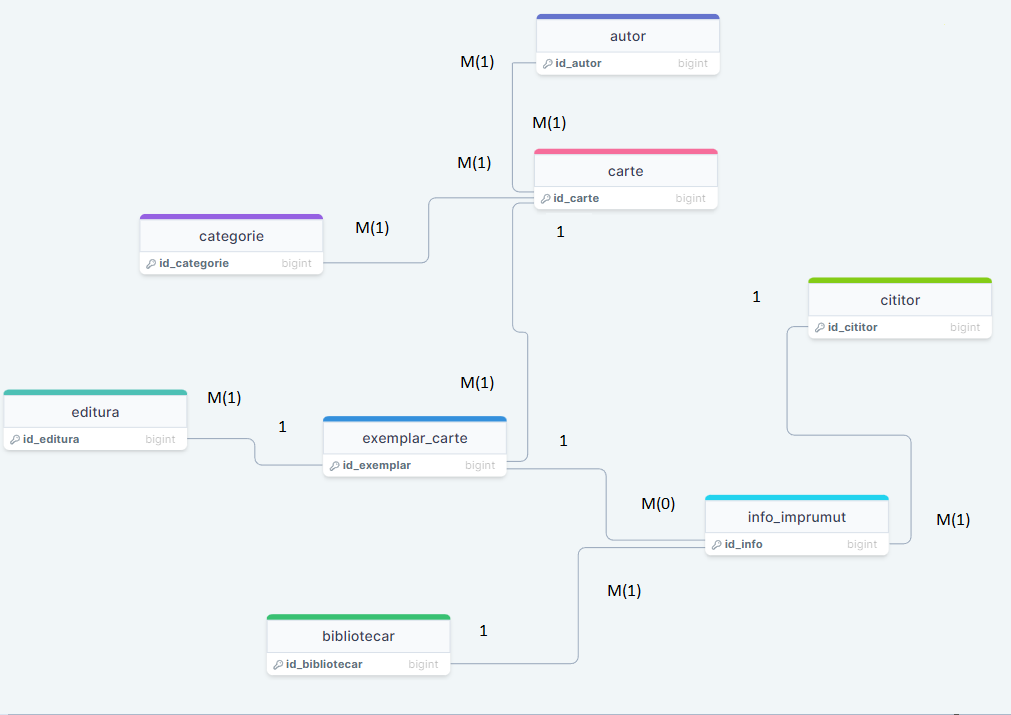 autor
M(1)
id_autor bigint
M(1)
M(1)
carte
id_carte bigint
M(1)
1
categorie
id_categorie bigint
1
cititor
id_cititor bigint
M(1)
M(1)
editura
1
id_editura bigint
exemplar_carte
1
id_exemplar bigint
M(0)
info_imprumut
M(1)
id_info bigint
M(1)
1
bibliotecar
id_bibliotecar bigint